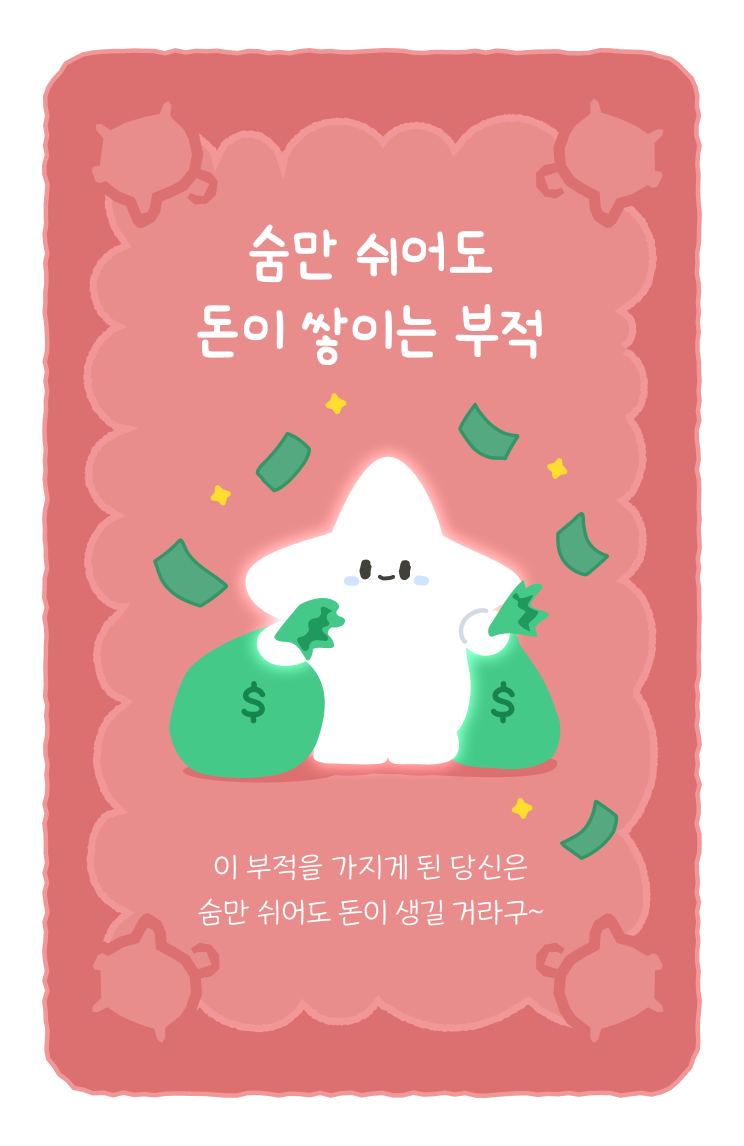 숨만 쉬어도
돈이 쌓이는 부적
$
$
이 부적을 가지게 된 당신은
숨만 쉬어도 돈이 생길 거라구~